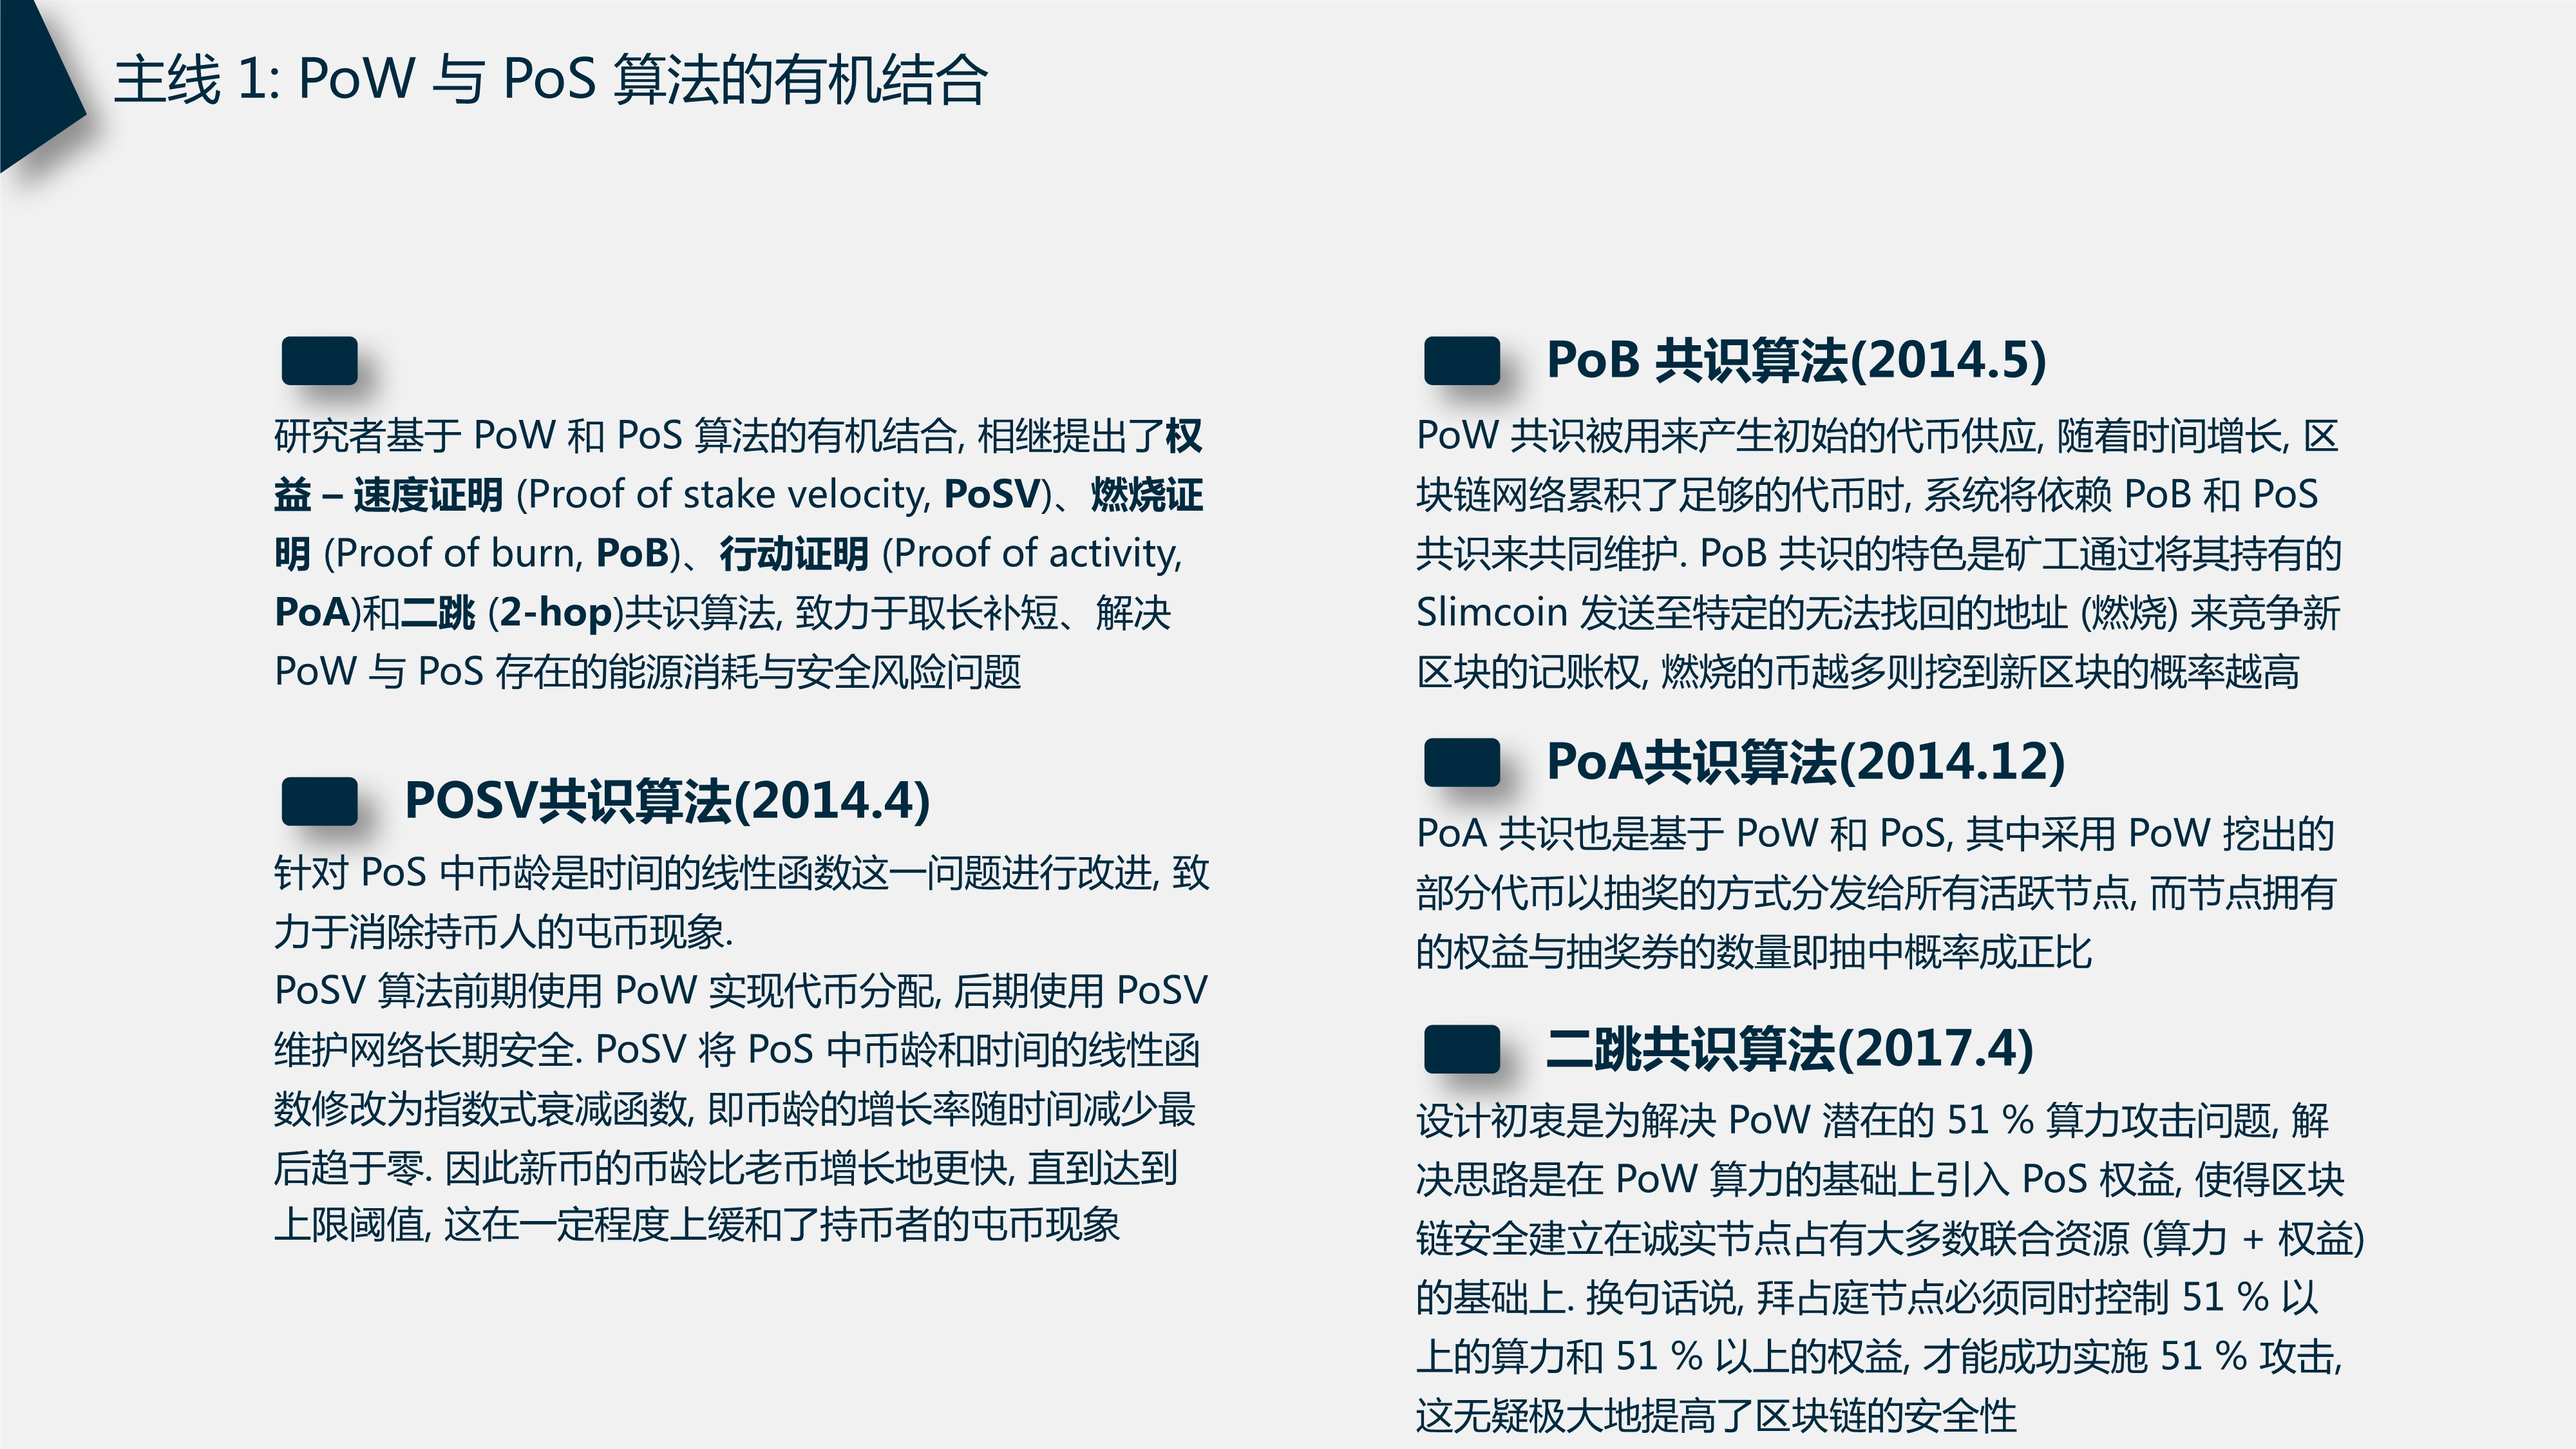 主线 1: PoW 与 PoS 算法的有机结合
研究者基于 PoW 和 PoS 算法的有机结合, 相继提出了权
益 – 速度证明 (Proof of stake velocity, PoSV)、燃烧证
明 (Proof of burn, PoB)、行动证明 (Proof of activity,
PoA)和二跳 (2-hop)共识算法, 致力于取长补短、解决
PoW 与 PoS 存在的能源消耗与安全风险问题
POSV共识算法(2014.4)
针对 PoS 中币龄是时间的线性函数这一问题进行改进, 致
力于消除持币人的屯币现象.
PoSV 算法前期使用 PoW 实现代币分配, 后期使用 PoSV
维护网络长期安全. PoSV 将 PoS 中币龄和时间的线性函
数修改为指数式衰减函数, 即币龄的增长率随时间减少最
后趋于零. 因此新币的币龄比老币增长地更快, 直到达到
上限阈值, 这在一定程度上缓和了持币者的屯币现象
PoB 共识算法(2014.5)
PoW 共识被用来产生初始的代币供应, 随着时间增长, 区
块链网络累积了足够的代币时, 系统将依赖 PoB 和 PoS
共识来共同维护. PoB 共识的特色是矿工通过将其持有的
Slimcoin 发送至特定的无法找回的地址 (燃烧) 来竞争新
区块的记账权, 燃烧的币越多则挖到新区块的概率越高
PoA共识算法(2014.12)
PoA 共识也是基于 PoW 和 PoS, 其中采用 PoW 挖出的
部分代币以抽奖的方式分发给所有活跃节点, 而节点拥有
的权益与抽奖券的数量即抽中概率成正比
二跳共识算法(2017.4)
设计初衷是为解决 PoW 潜在的 51 % 算力攻击问题, 解
决思路是在 PoW 算力的基础上引入 PoS 权益, 使得区块
链安全建立在诚实节点占有大多数联合资源 (算力 + 权益)
的基础上. 换句话说, 拜占庭节点必须同时控制 51 % 以
上的算力和 51 % 以上的权益, 才能成功实施 51 % 攻击,
这无疑极大地提高了区块链的安全性